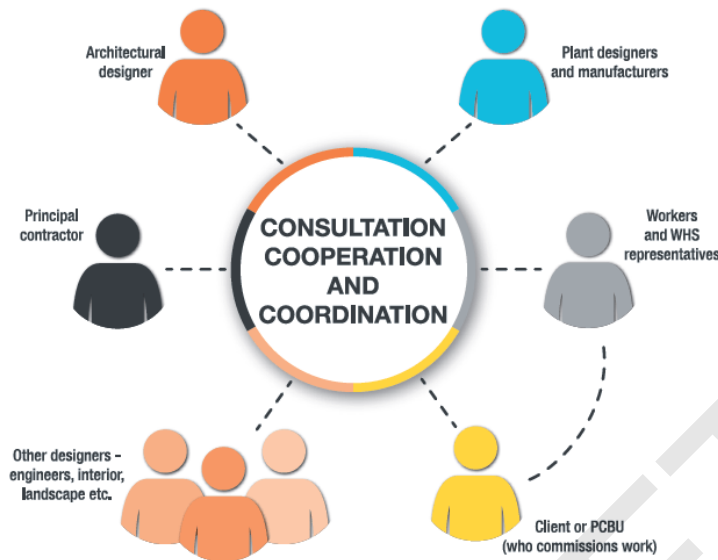 Architectural
designer
Plant designers
and manufacturers
CONSULTATION
COOPERATION
AND
COORDINATION
Principal
contractor
Workers
and WHS
representatives
Other designers –
engineers, interior,
landscape etc.
Client or PCBU
(who commissions work)